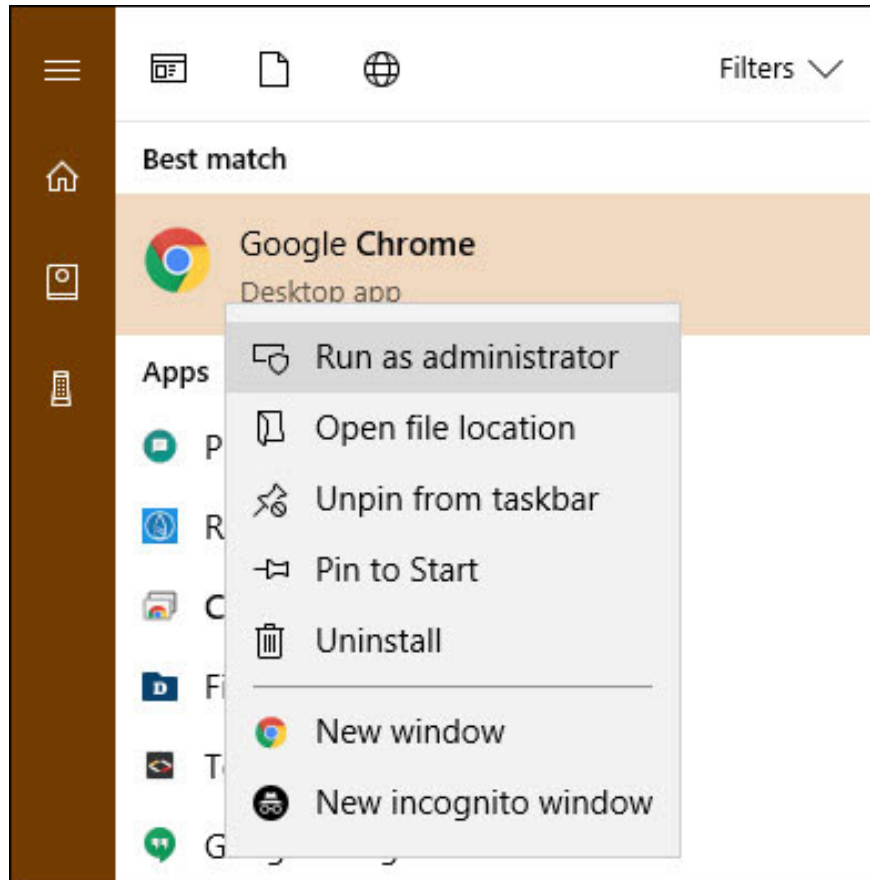 Filters
Best match
Google Chrome
Desktop app
Apps
Run as administrator
Open file location
Unpin from taskbar
Pin to Start
Uninstall
New window
New incognito window